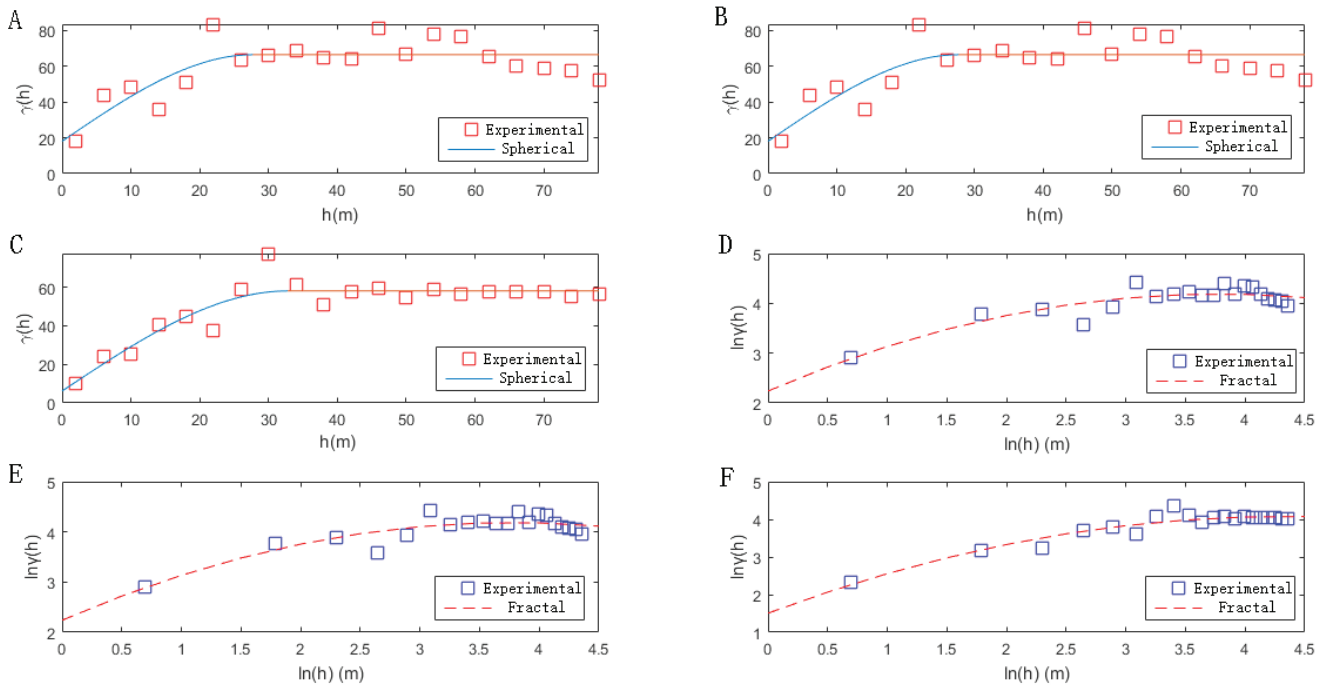 A
80
60
40
20
0
γ(h)
0 10 20 30 40 50 60 70
h(m)
Experimental
Spherical
B
80
60
40
20
0
γ(h)
0 10 20 30 40 50 60 70
h(m)
Experimental
Spherical
C
60
40
20
0
γ(h)
0 10 20 30 40 50 60 70
h(m)
Experimental
Spherical
D
5
4
3
2
lnγ(h)
0 0.5 1 1.5 2 2.5 3 3.5 4 4.5
ln(h) (m)
Experimental
Fractal
E
5
4
3
2
lnγ(h)
0 0.5 1 1.5 2 2.5 3 3.5 4 4.5
ln(h) (m)
Experimental
Fractal
F
5
4
3
2
1
lnγ(h)
0 0.5 1 1.5 2 2.5 3 3.5 4 4.5
ln(h) (m)
Experimental
Fractal